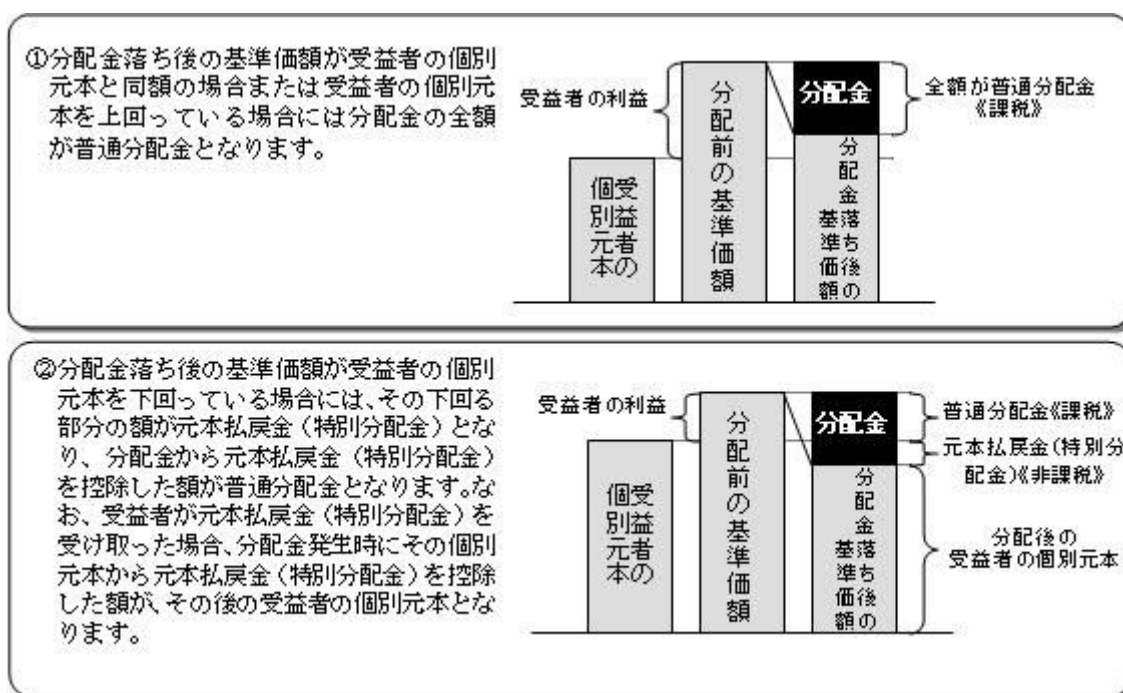 ①分配金落ち後の基準価額が受益者の個別
元本と同額の場合または受益者の個別元
本を上回っている場合には分配金の全額
が普通分配金となります。
受益者の利益
受益者の
個別元本
分配前の基準価額
分配金
分配金落ち後の
基準価額
全額が普通分配金
《課税》
②分配金落ち後の基準価額が受益者の個別
元本を下回っている場合には、その下回る
部分の額が元本払戻金(特別分配金)とな
り、分配金から元本払戻金(特別分配金)
を控除した額が普通分配金となります。な
お、受益者が元本払戻金(特別分配金)を
受け取った場合、分配金発生時にその個別
元本から元本払戻金(特別分配金)を控除
した額が、その後の受益者の個別元本とな
ります。
受益者の利益
受益者の
個別元本
分配前の基準価額
分配金
分配金落ち後の
基準価額
普通分配金《課税》
元本払戻金(特別分
配金)《非課税》
分配後の
受益者の個別元本